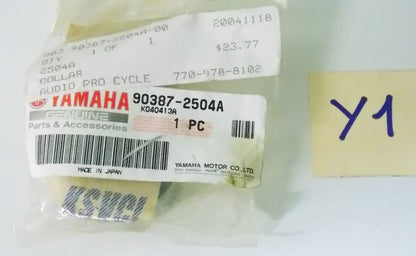 003 90387-2504A-00 20041118
QTY 1 OF 1 $23.77
2504A
COLLAR
AUDIO PRO CYCLE 770-978-8102
YAMAHA 90387-2504A
K040413A
GENUINE
Parts & Accessories 1 PC
MADE IN JAPAN YAMAHA MOTOR CO., LTD.
Y1